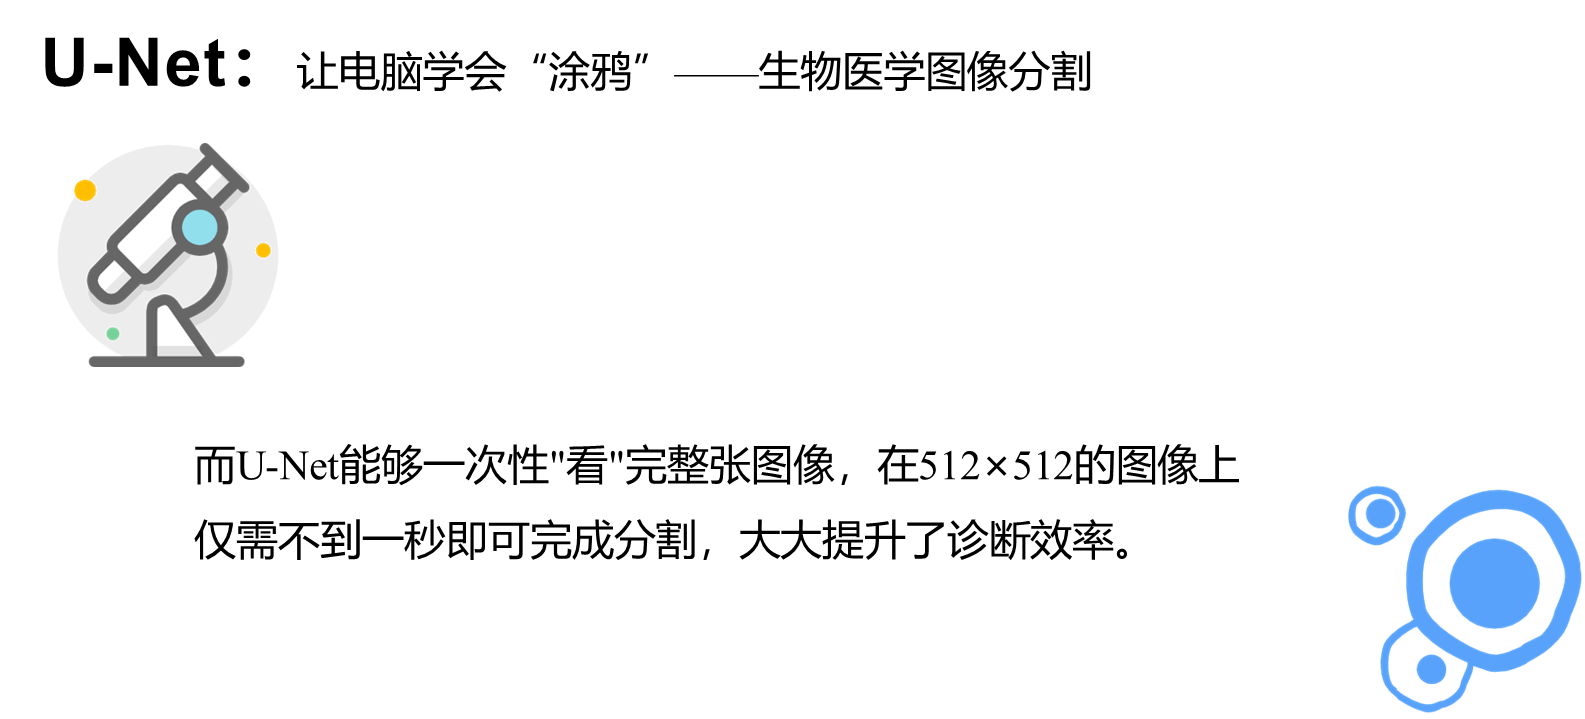 U-Net：让电脑学会“涂鸦”——生物医学图像分割
而U-Net能够一次性"看"完整张图像，在512×512的图像上
仅需不到一秒即可完成分割，大大提升了诊断效率。